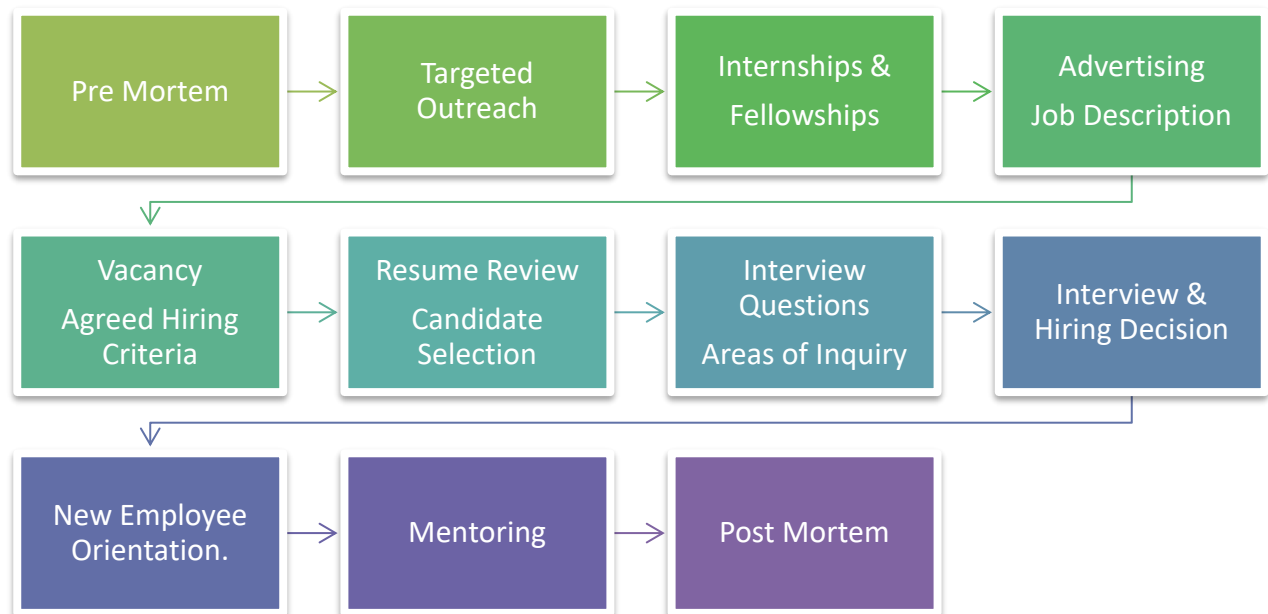 Pre Mortem
Targeted
Outreach
Internships &
Fellowships
Advertising
Job Description
Vacancy
Agreed Hiring
Criteria
Resume Review
Candidate
Selection
Interview
Questions
Areas of Inquiry
Interview &
Hiring Decision
New Employee
Orientation.
Mentoring
Post Mortem